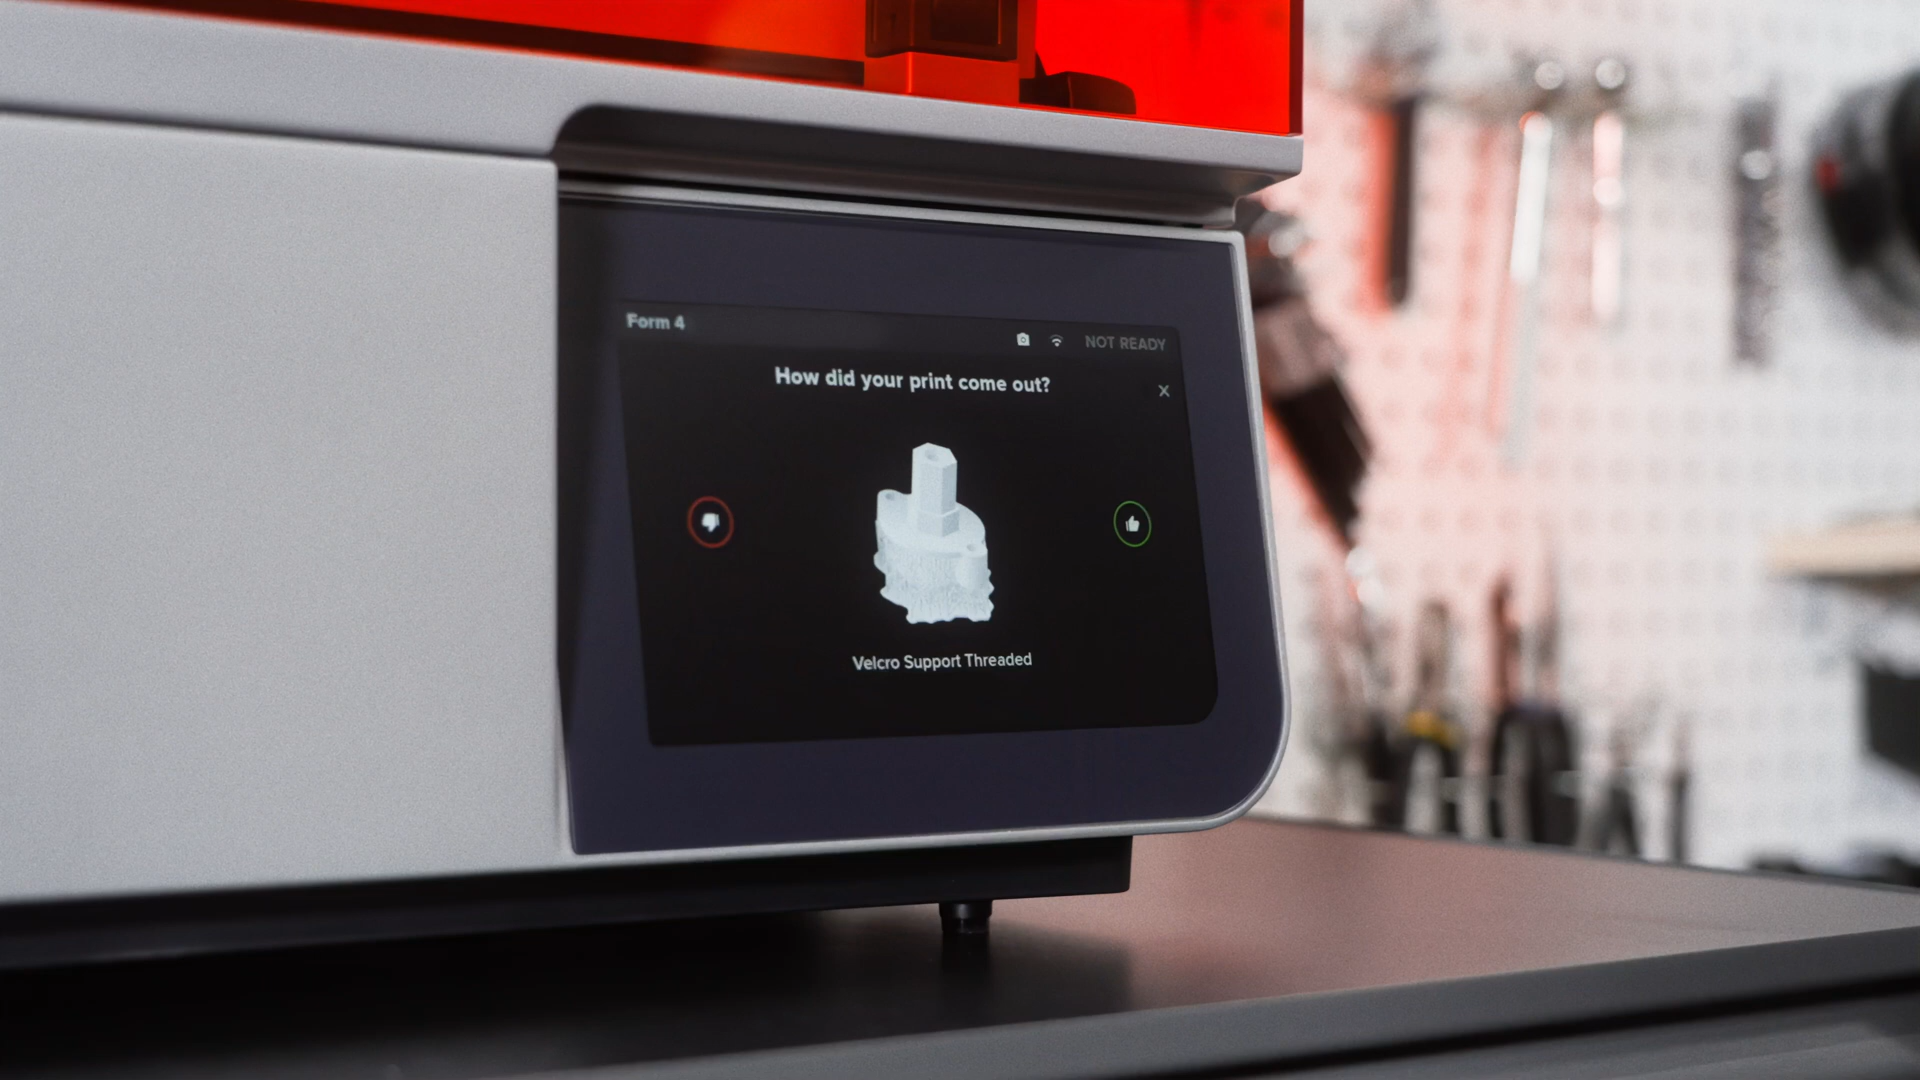 Form 4
NOT READY
How did your print come out?
Velcro Support Threaded